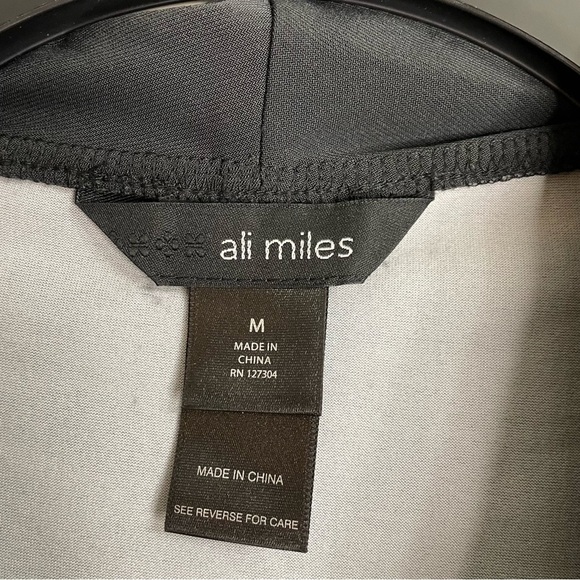 ali miles
M
MADE IN
CHINA
RN 127304
MADE IN CHINA
SEE REVERSE FOR CARE